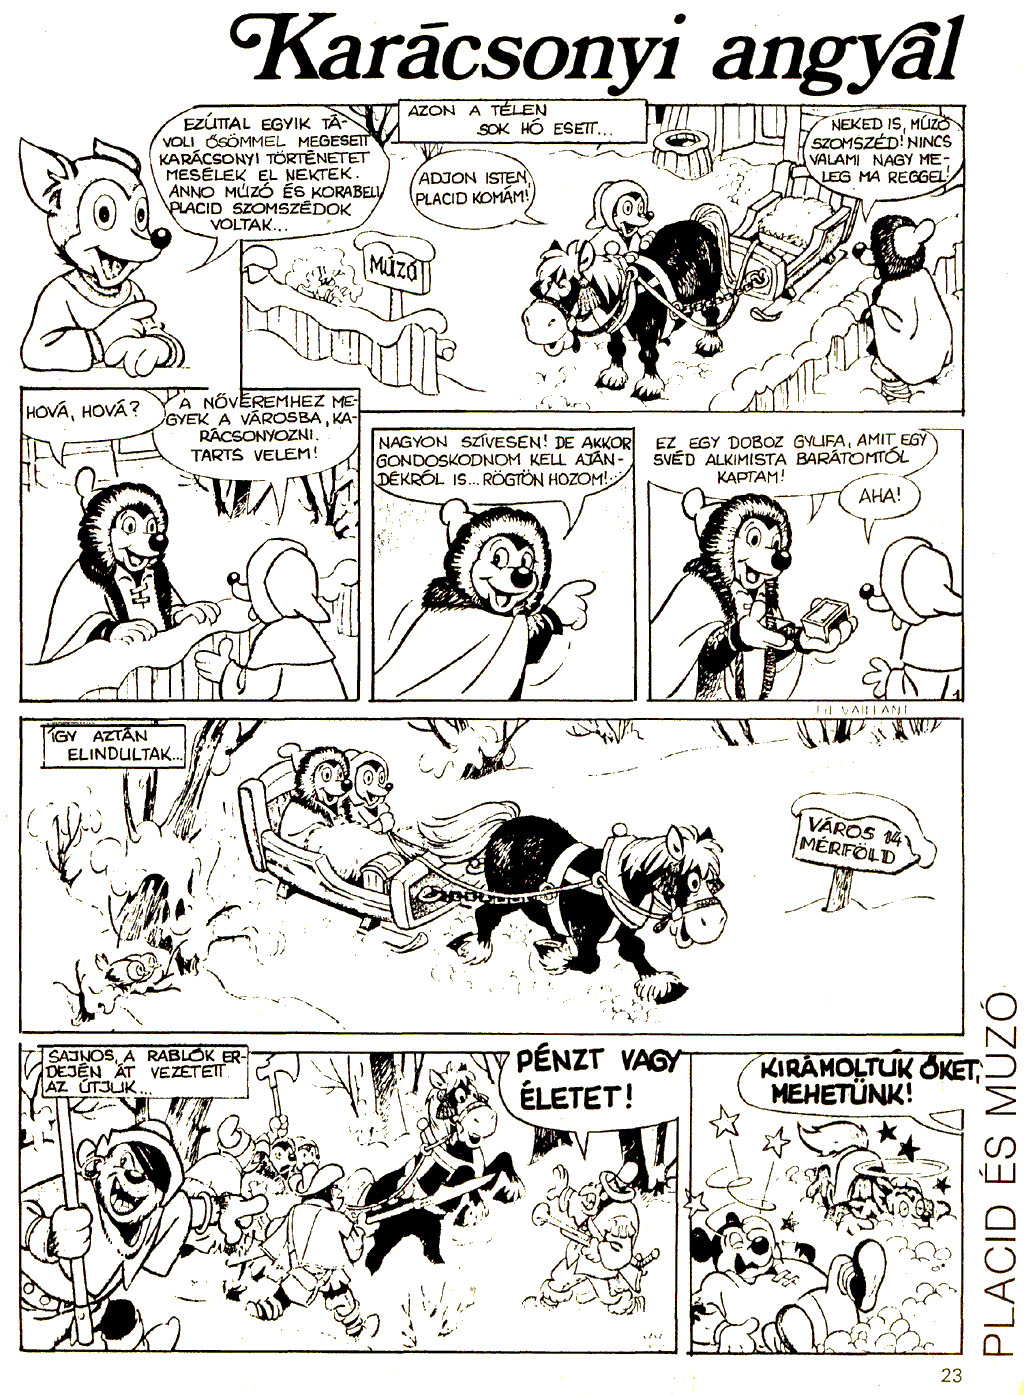 Karácsonyi angyal
EZÚTTAL EGYIK TÁ-
VOLI ŐSÖMMEL MEGESETT
KARÁCSONYI TÖRTÉNETET
MESÉLEK EL NEKTEK.
ANNO MÚZÓ ÉS KORABELI
PLACID SZOMSZÉDOK
VOLTAK...
AZON A TÉLEN
SOK HÓ ESETT...
ADJON ISTEN
PLACID KOMÁM!
NEKED IS, MÚZÓ
SZOMSZÉD! NINCS
VALAMI NAGY ME-
LEG MA REGGEL!
MÚZÓ
HOVÁ, HOVÁ?
A NŐVÉREMHEZ ME-
GYEK A VÁROSBA, KA-
RÁCSONYOZNI.
TARTS VELEM!
NAGYON SZÍVESEN! DE AKKOR
GONDOSKODNOM KELL AJÁN-
DÉKRÓL IS... RÖGTÖN HOZOM!
EZ EGY DOBOZ GYUFA, AMIT EGY
SVÉD ALKIMISTA BARÁTOMTÓL
KAPTAM!
AHA!
1
VAILLANT
ÍGY AZTÁN
ELINDULTAK...
VÁROS 14
MÉRFÖLD
SAJNOS, A RABLÓK ER-
DEJÉN ÁT VEZETETT
AZ ÚTJUK...
PÉNZT VAGY
ÉLETET!
KIRÁMOLTUK ŐKET,
MEHETÜNK!
PLACID ÉS MUZÓ
23